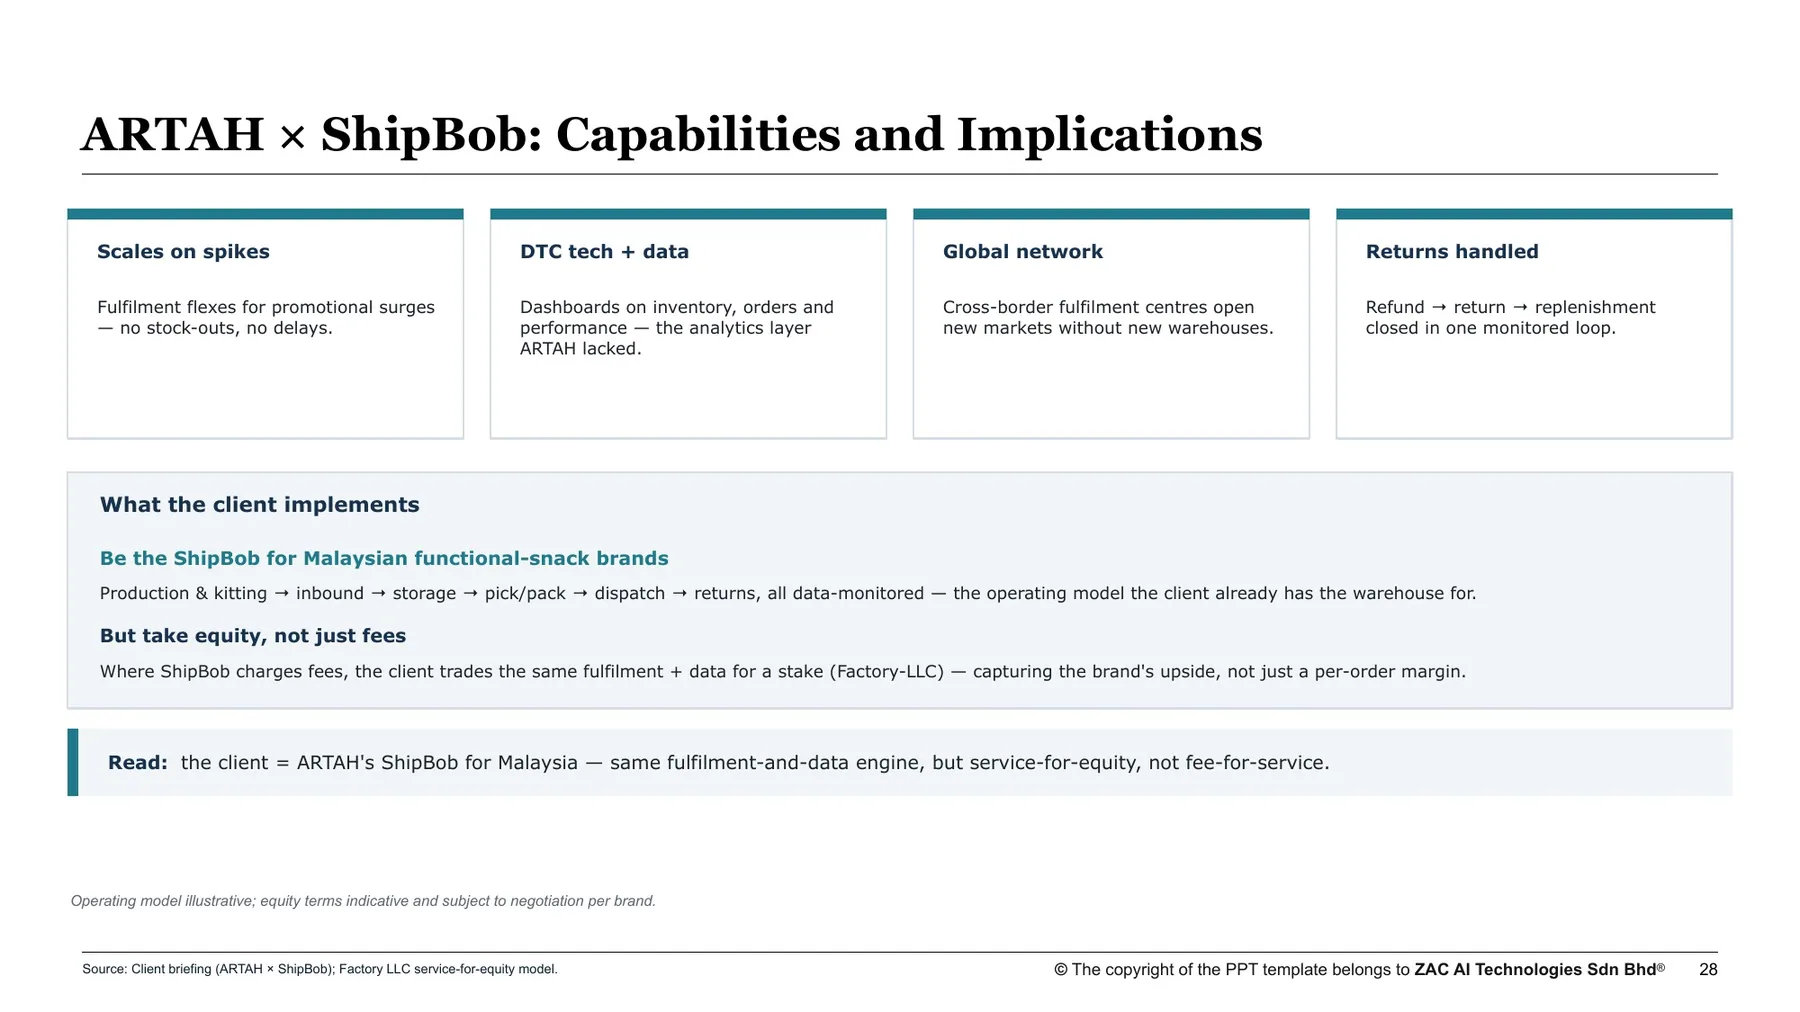 ARTAH × ShipBob: Capabilities and Implications
Scales on spikes
Fulfilment flexes for promotional surges
— no stock-outs, no delays.
DTC tech + data
Dashboards on inventory, orders and
performance — the analytics layer
ARTAH lacked.
Global network
Cross-border fulfilment centres open
new markets without new warehouses.
Returns handled
Refund → return → replenishment
closed in one monitored loop.
What the client implements
Be the ShipBob for Malaysian functional-snack brands
Production & kitting → inbound → storage → pick/pack → dispatch → returns, all data-monitored — the operating model the client already has the warehouse for.
But take equity, not just fees
Where ShipBob charges fees, the client trades the same fulfilment + data for a stake (Factory-LLC) — capturing the brand's upside, not just a per-order margin.
Read: the client = ARTAH's ShipBob for Malaysia — same fulfilment-and-data engine, but service-for-equity, not fee-for-service.
Operating model illustrative; equity terms indicative and subject to negotiation per brand.
Source: Client briefing (ARTAH × ShipBob); Factory LLC service-for-equity model.
© The copyright of the PPT template belongs to ZAC AI Technologies Sdn Bhd® 28